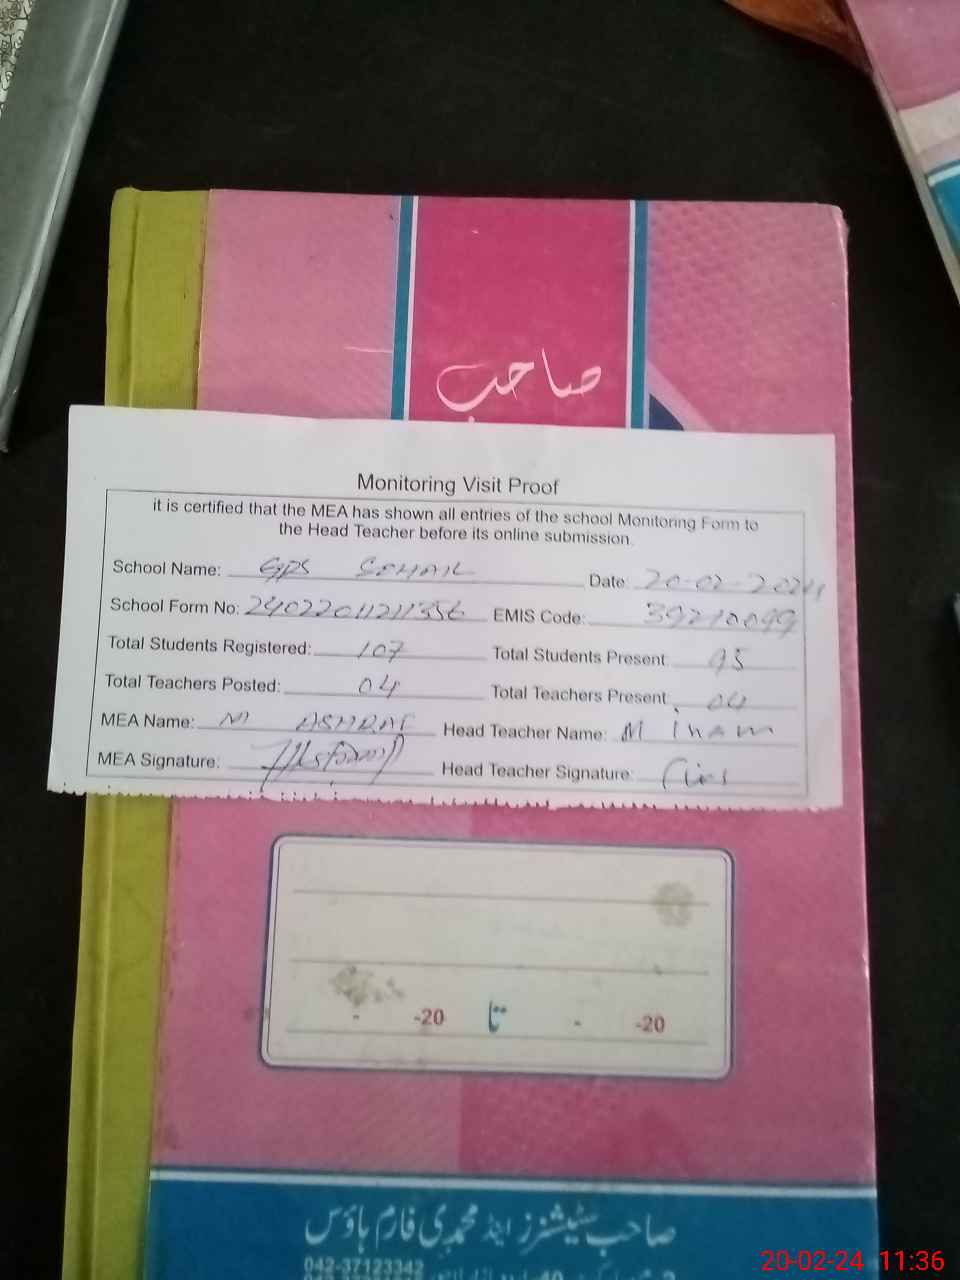 صاحب
Monitoring Visit Proof
it is certified that the MEA has shown all entries of the school Monitoring Form to
the Head Teacher before its online submission.
School Name: GPS SOHAIL Date: 20-02-2024
School Form No: 24022011211356 EMIS Code: 39210099
Total Students Registered: 107 Total Students Present: 95
Total Teachers Posted: 04 Total Teachers Present: 04
MEA Name: M ASHRAF Head Teacher Name: M Inam
MEA Signature: Head Teacher Signature:
- -20 تا - -20
صاحب سٹیشنرز اینڈ محمدی فارم ہاؤس
042-37123342
20-02-24 11:36